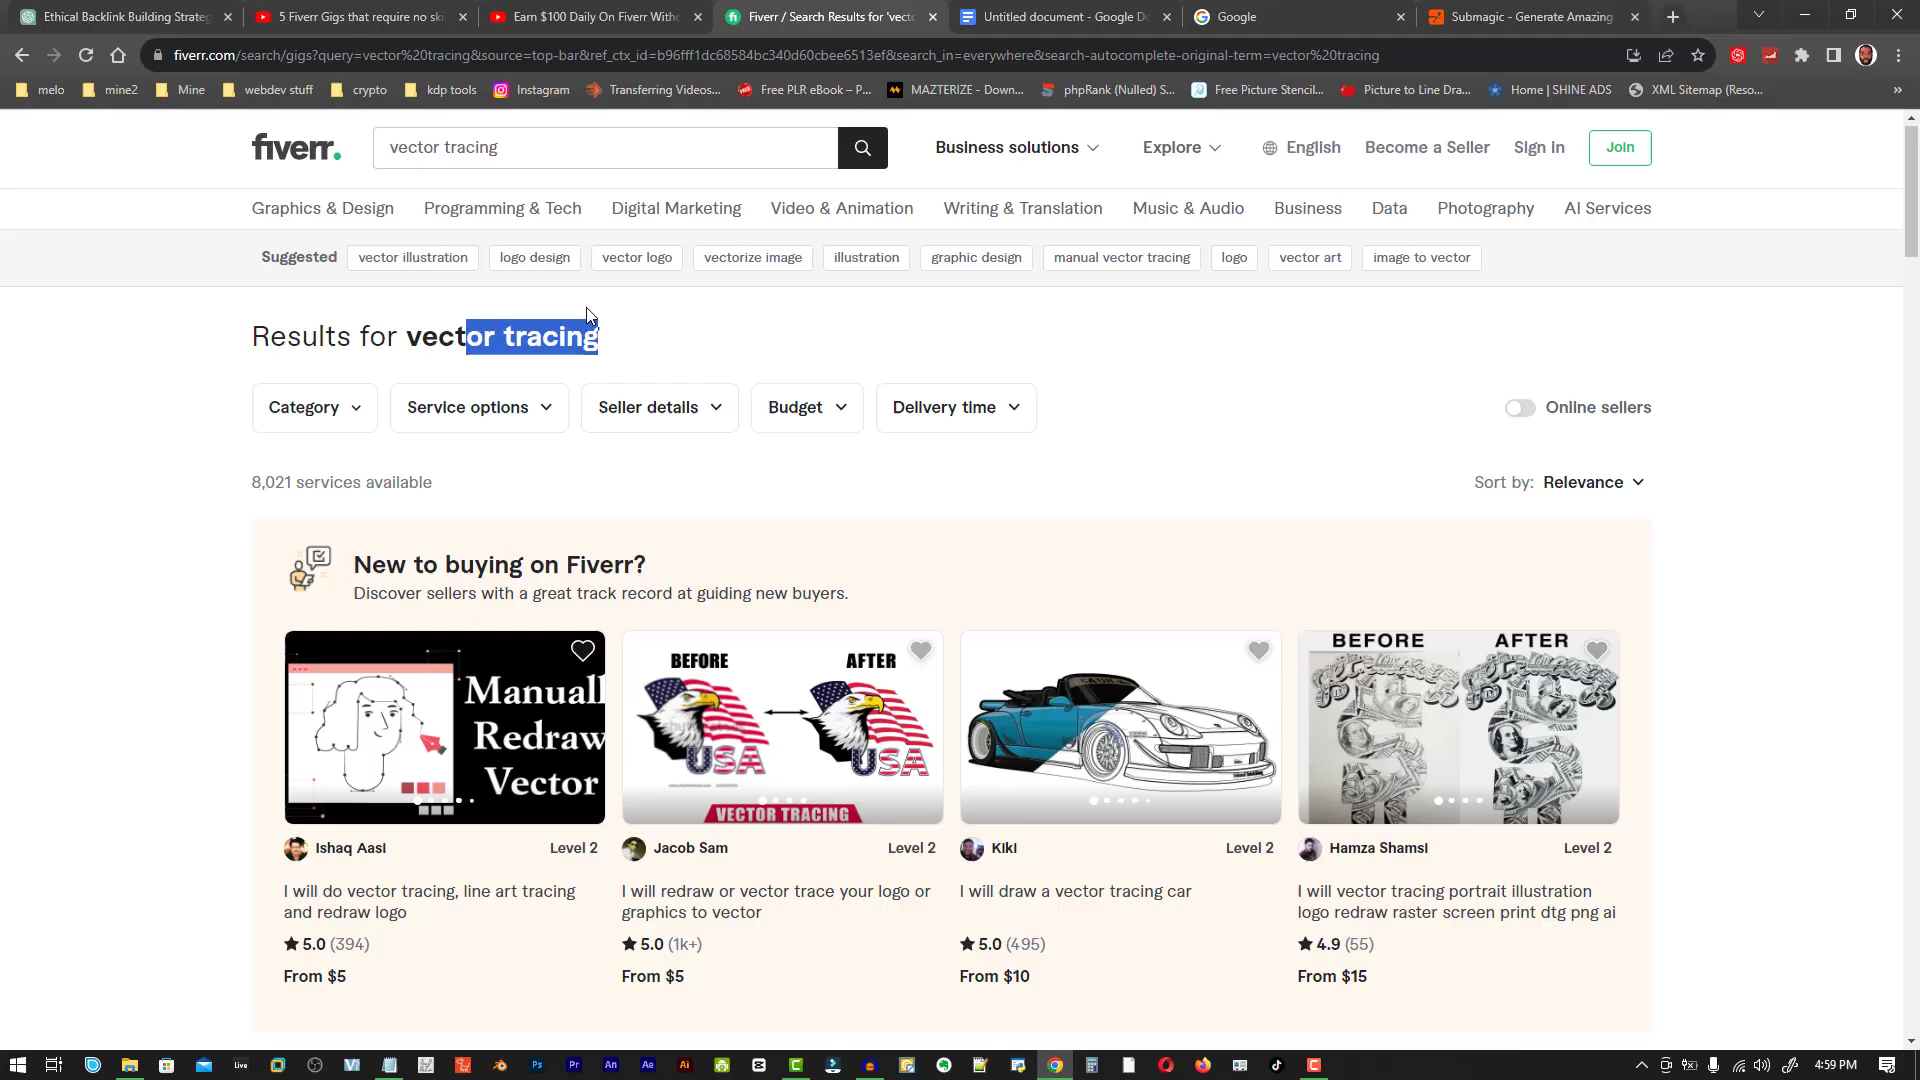 Ethical Backlink Building Strateg
5 Fiverr Gigs that require no ski
Earn $100 Daily On Fiverr With
Fiverr / Search Results for 'vecto
Untitled document - Google D
Google
Submagic - Generate Amazing
fiverr.com/search/gigs?query=vector%20tracing&source=top-bar&ref_ctx_id=b96fff1dc68584bc340d60cbee6513ef&search_in=everywhere&search-autocomplete-original-term=vector%20tracing
melo
mine2
Mine
webdev stuff
crypto
kdp tools
Instagram
Transferring Videos...
Free PLR eBook – P...
MAZTERIZE - Down...
phpRank (Nulled) S...
Free Picture Stencil...
Picture to Line Dra...
Home | SHINE ADS
XML Sitemap (Reso...
»
fiverr.
vector tracing
Business solutions
Explore
English
Become a Seller
Sign in
Join
Graphics & Design
Programming & Tech
Digital Marketing
Video & Animation
Writing & Translation
Music & Audio
Business
Data
Photography
AI Services
Suggested
vector illustration
logo design
vector logo
vectorize image
illustration
graphic design
manual vector tracing
logo
vector art
image to vector
Results for vector tracing
Category
Service options
Seller details
Budget
Delivery time
Online sellers
8,021 services available
Sort by: Relevance
New to buying on Fiverr?
Discover sellers with a great track record at guiding new buyers.
Manuall
Redraw
Vector
BEFORE
AFTER
USA
USA
VECTOR TRACING
BEFORE
AFTER
Ishaq Aasi
Level 2
Jacob Sam
Level 2
Kiki
Level 2
Hamza Shamsi
Level 2
I will do vector tracing, line art tracing
and redraw logo
I will redraw or vector trace your logo or
graphics to vector
I will draw a vector tracing car
I will vector tracing portrait illustration
logo redraw raster screen print dtg png ai
5.0 (394)
5.0 (1k+)
5.0 (495)
4.9 (55)
From $5
From $5
From $10
From $15
Live
Ps
Pr
An
Ae
Ai
4:59 PM